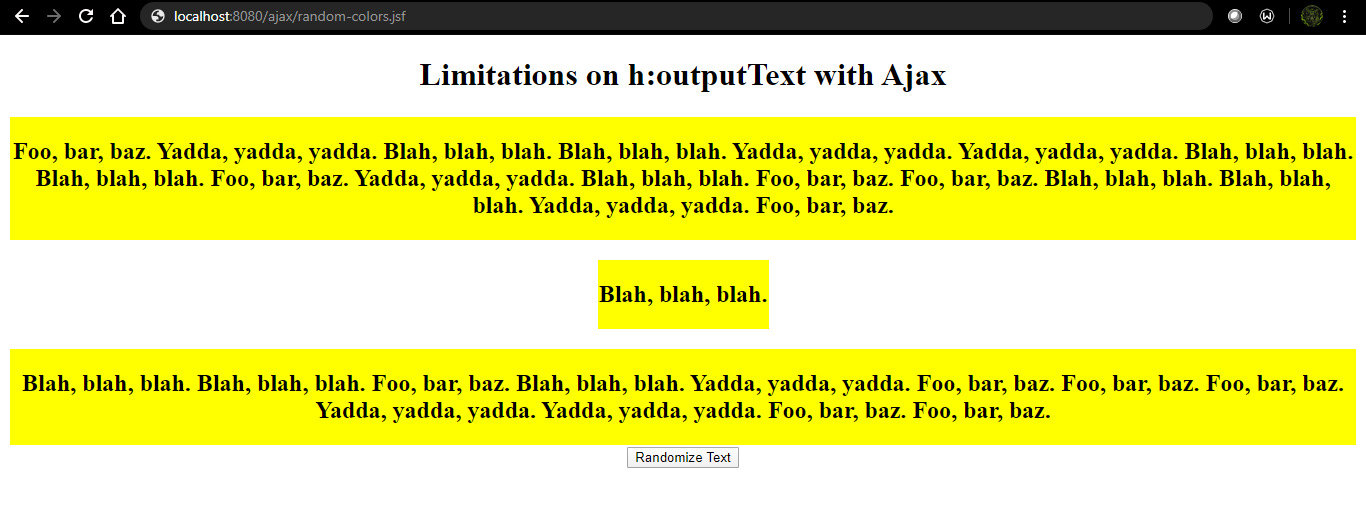 localhost:8080/ajax/random-colors.jsf
Limitations on h:outputText with Ajax
Foo, bar, baz. Yadda, yadda, yadda. Blah, blah, blah. Blah, blah, blah. Yadda, yadda, yadda. Yadda, yadda, yadda. Blah, blah, blah.
Blah, blah, blah. Foo, bar, baz. Yadda, yadda, yadda. Blah, blah, blah. Foo, bar, baz. Foo, bar, baz. Blah, blah, blah. Blah, blah,
blah. Yadda, yadda, yadda. Foo, bar, baz.
Blah, blah, blah.
Blah, blah, blah. Blah, blah, blah. Foo, bar, baz. Blah, blah, blah. Yadda, yadda, yadda. Foo, bar, baz. Foo, bar, baz. Foo, bar, baz.
Yadda, yadda, yadda. Yadda, yadda, yadda. Foo, bar, baz. Foo, bar, baz.
Randomize Text